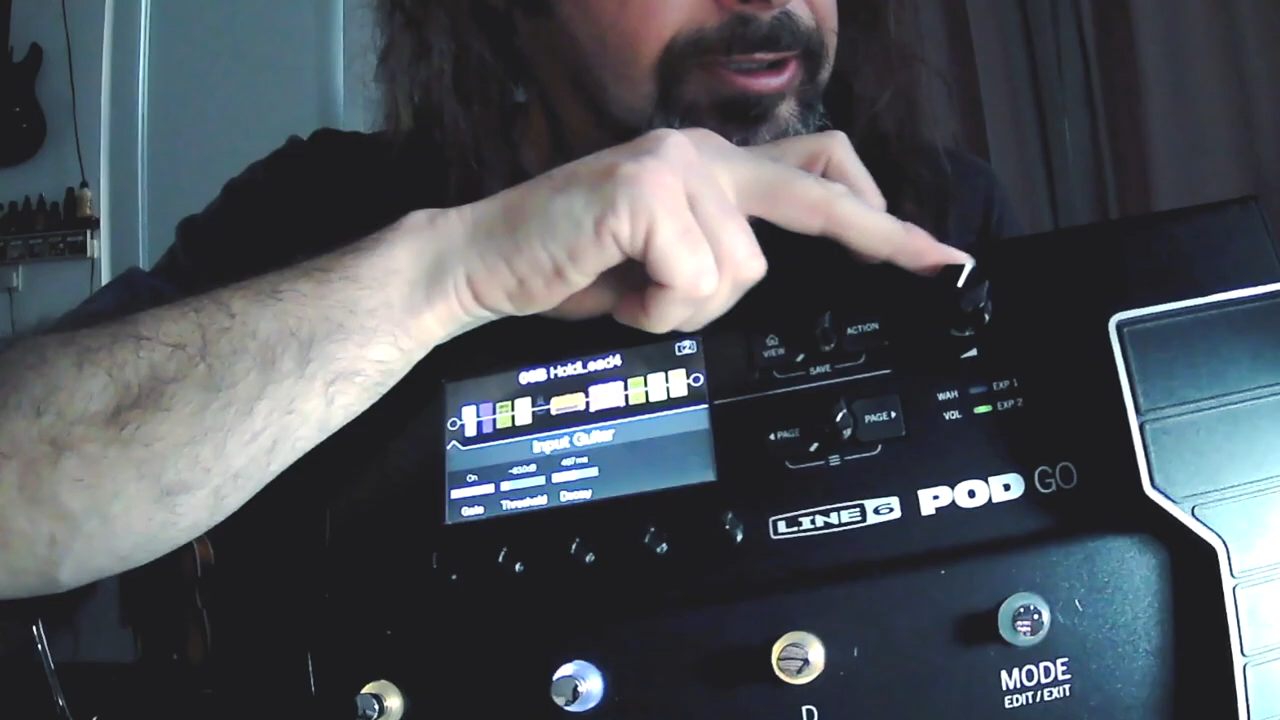 HoldLead4
Input Guitar
On
Gate
Threshold
Decay
VIEW
ACTION
SAVE
PAGE
PAGE
WAH
EXP 1
VOL
EXP 2
LINE 6 POD GO
D
MODE
EDIT / EXIT